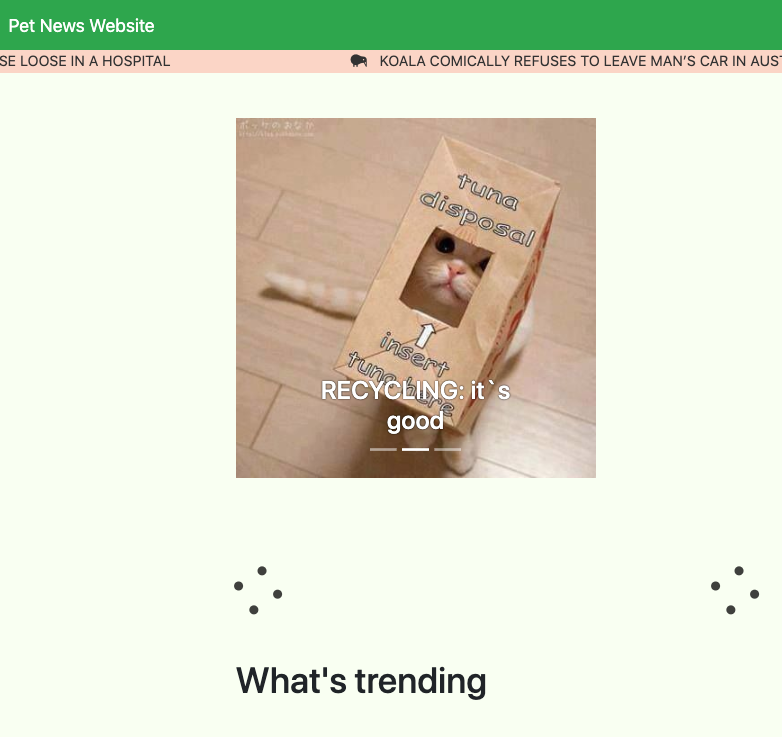 Pet News Website
SE LOOSE IN A HOSPITAL
KOALA COMICALLY REFUSES TO LEAVE MAN’S CAR IN AUST
ポッケのおなか
tuna
disposal
insert
tuna here
RECYCLING: it`s
good
What's trending